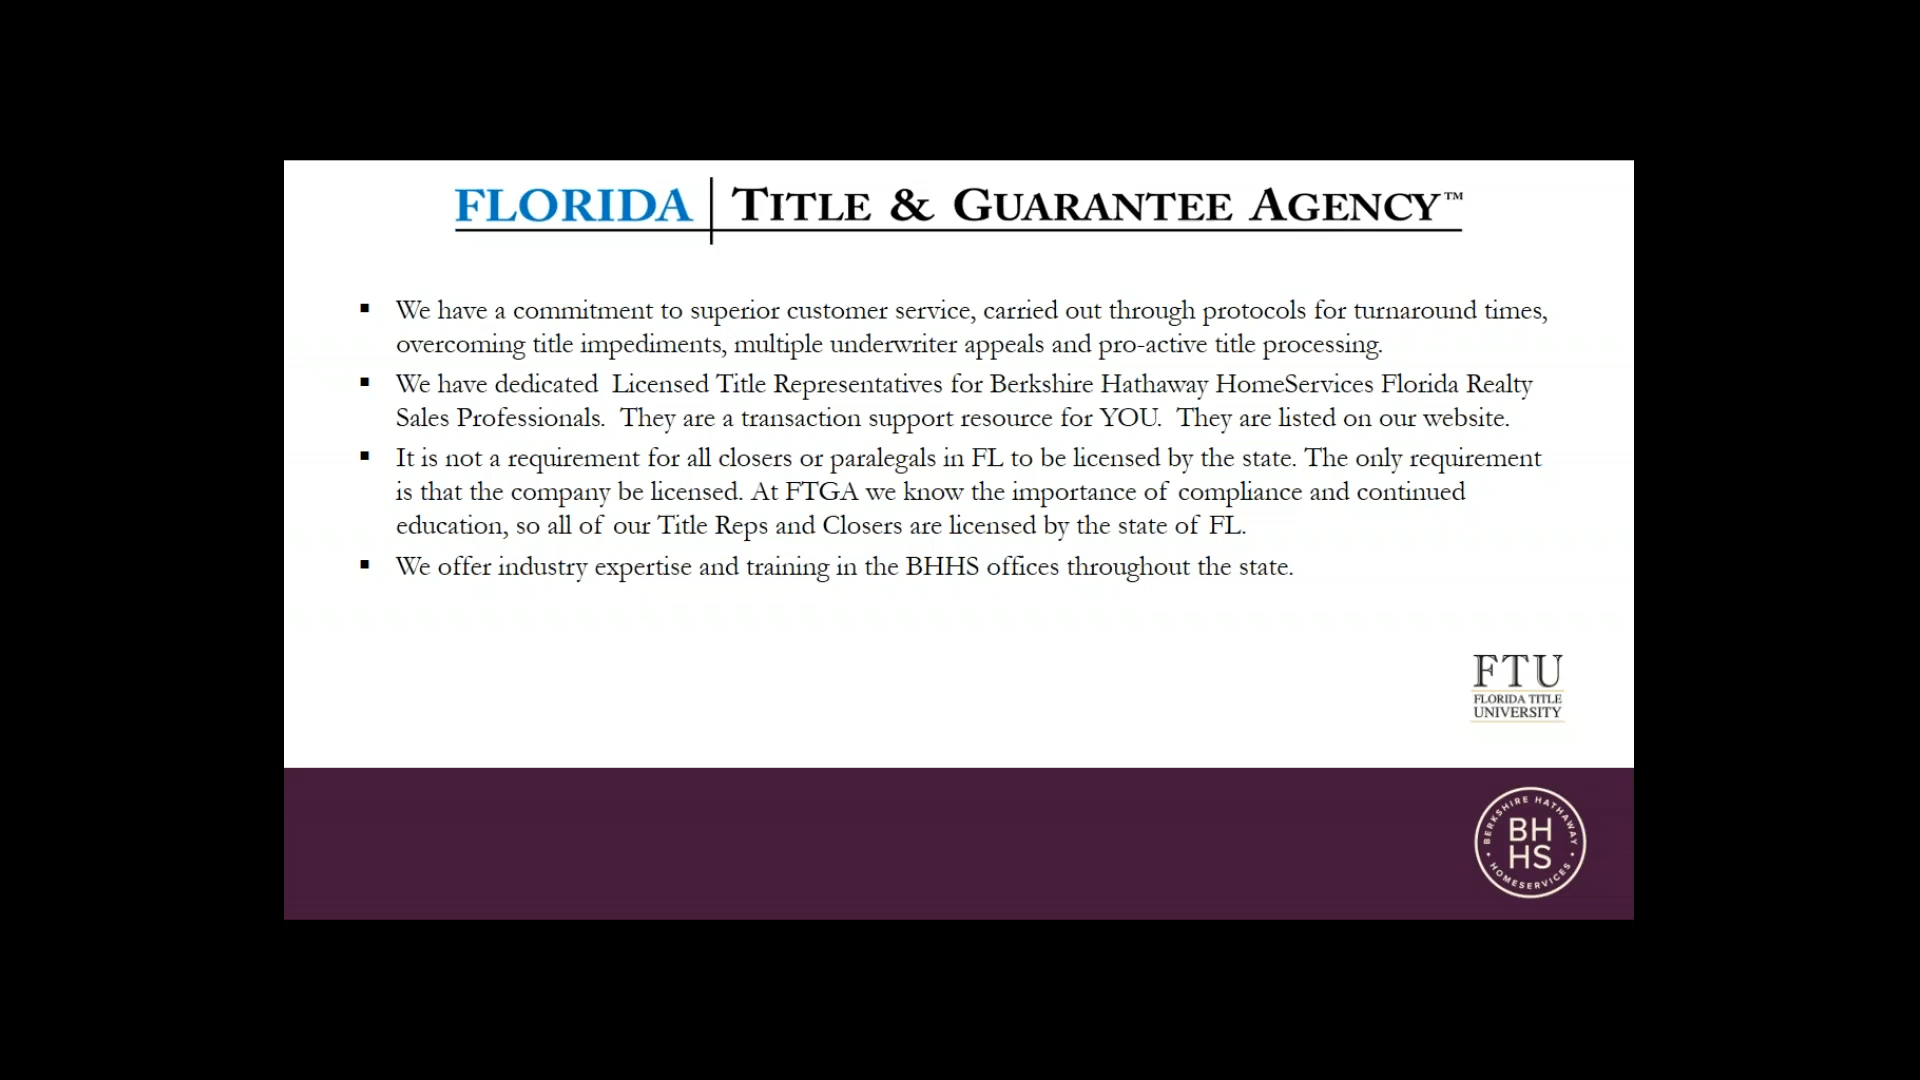 FLORIDA | TITLE & GUARANTEE AGENCY™
▪ We have a commitment to superior customer service, carried out through protocols for turnaround times,
overcoming title impediments, multiple underwriter appeals and pro-active title processing.
▪ We have dedicated Licensed Title Representatives for Berkshire Hathaway HomeServices Florida Realty
Sales Professionals. They are a transaction support resource for YOU. They are listed on our website.
▪ It is not a requirement for all closers or paralegals in FL to be licensed by the state. The only requirement
is that the company be licensed. At FTGA we know the importance of compliance and continued
education, so all of our Title Reps and Closers are licensed by the state of FL.
▪ We offer industry expertise and training in the BHHS offices throughout the state.
FTU
FLORIDA TITLE
UNIVERSITY
BERKSHIRE HATHAWAY
BH
HS
HOMESERVICES